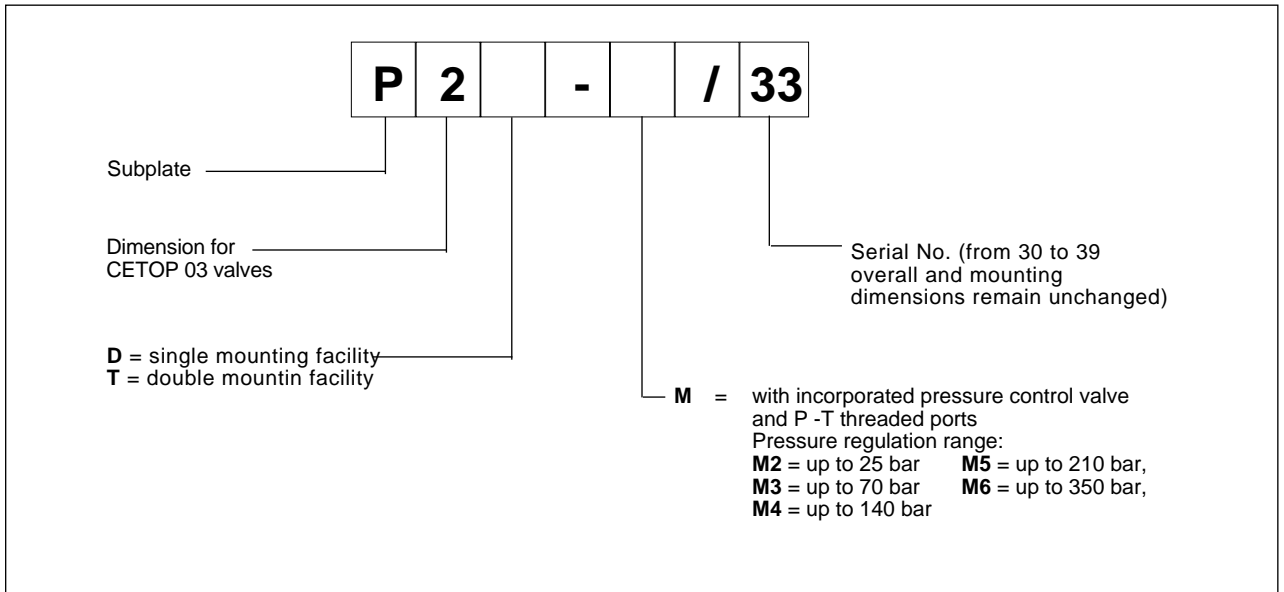 P 2 - / 33
Subplate
Dimension for
CETOP 03 valves
Serial No. (from 30 to 39
overall and mounting
dimensions remain unchanged)
D = single mounting facility
T = double mountin facility
M = with incorporated pressure control valve
and P -T threaded ports
Pressure regulation range:
M2 = up to 25 bar M5 = up to 210 bar,
M3 = up to 70 bar M6 = up to 350 bar,
M4 = up to 140 bar